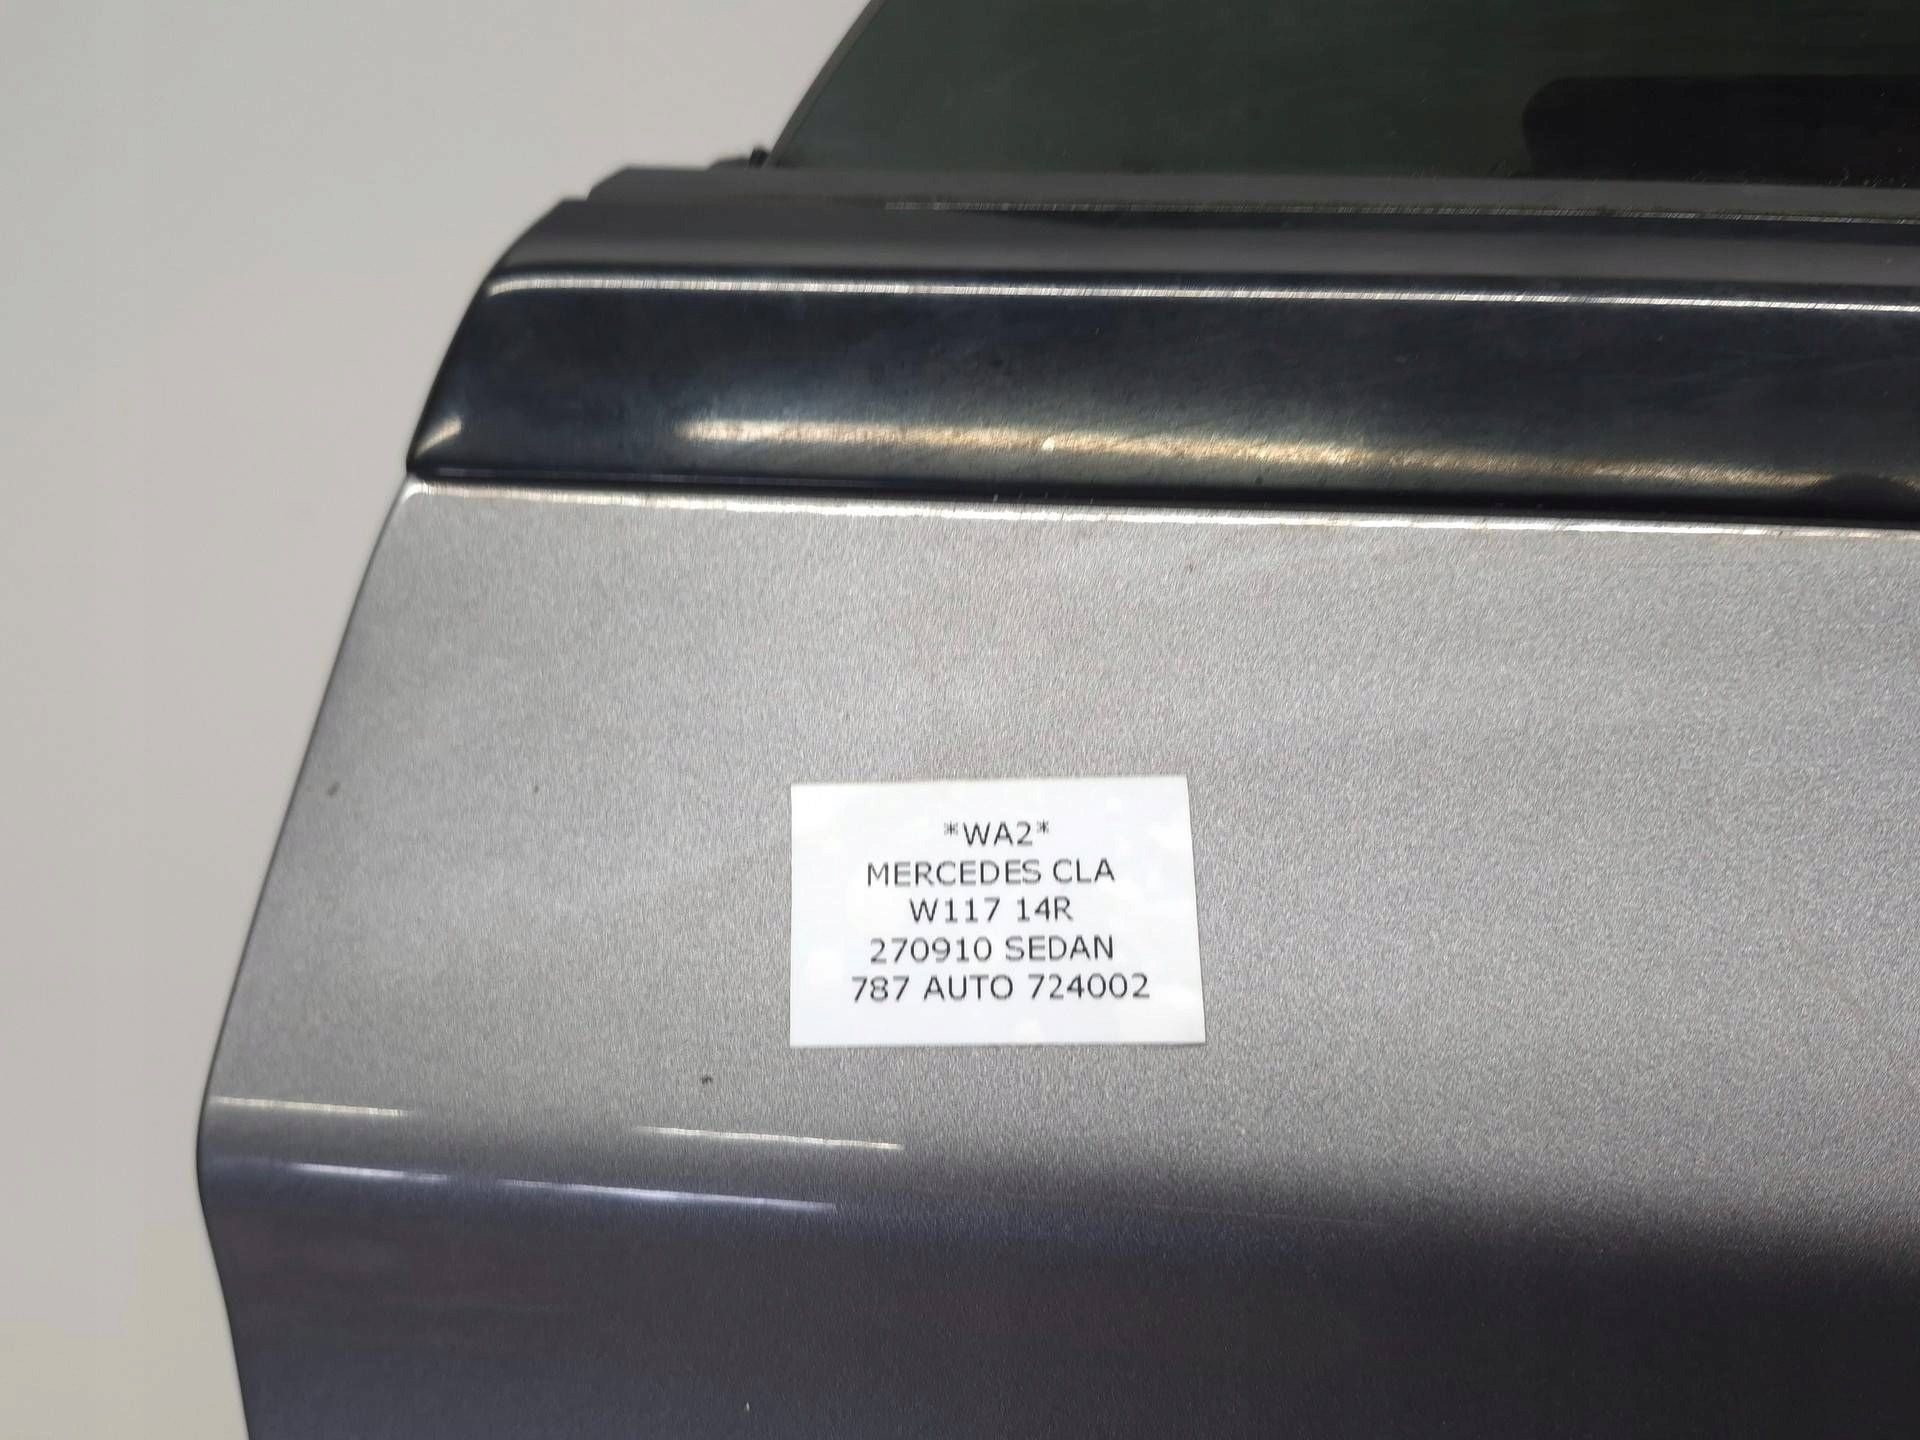 *WA2*
MERCEDES CLA
W117 14R
270910 SEDAN
787 AUTO 724002